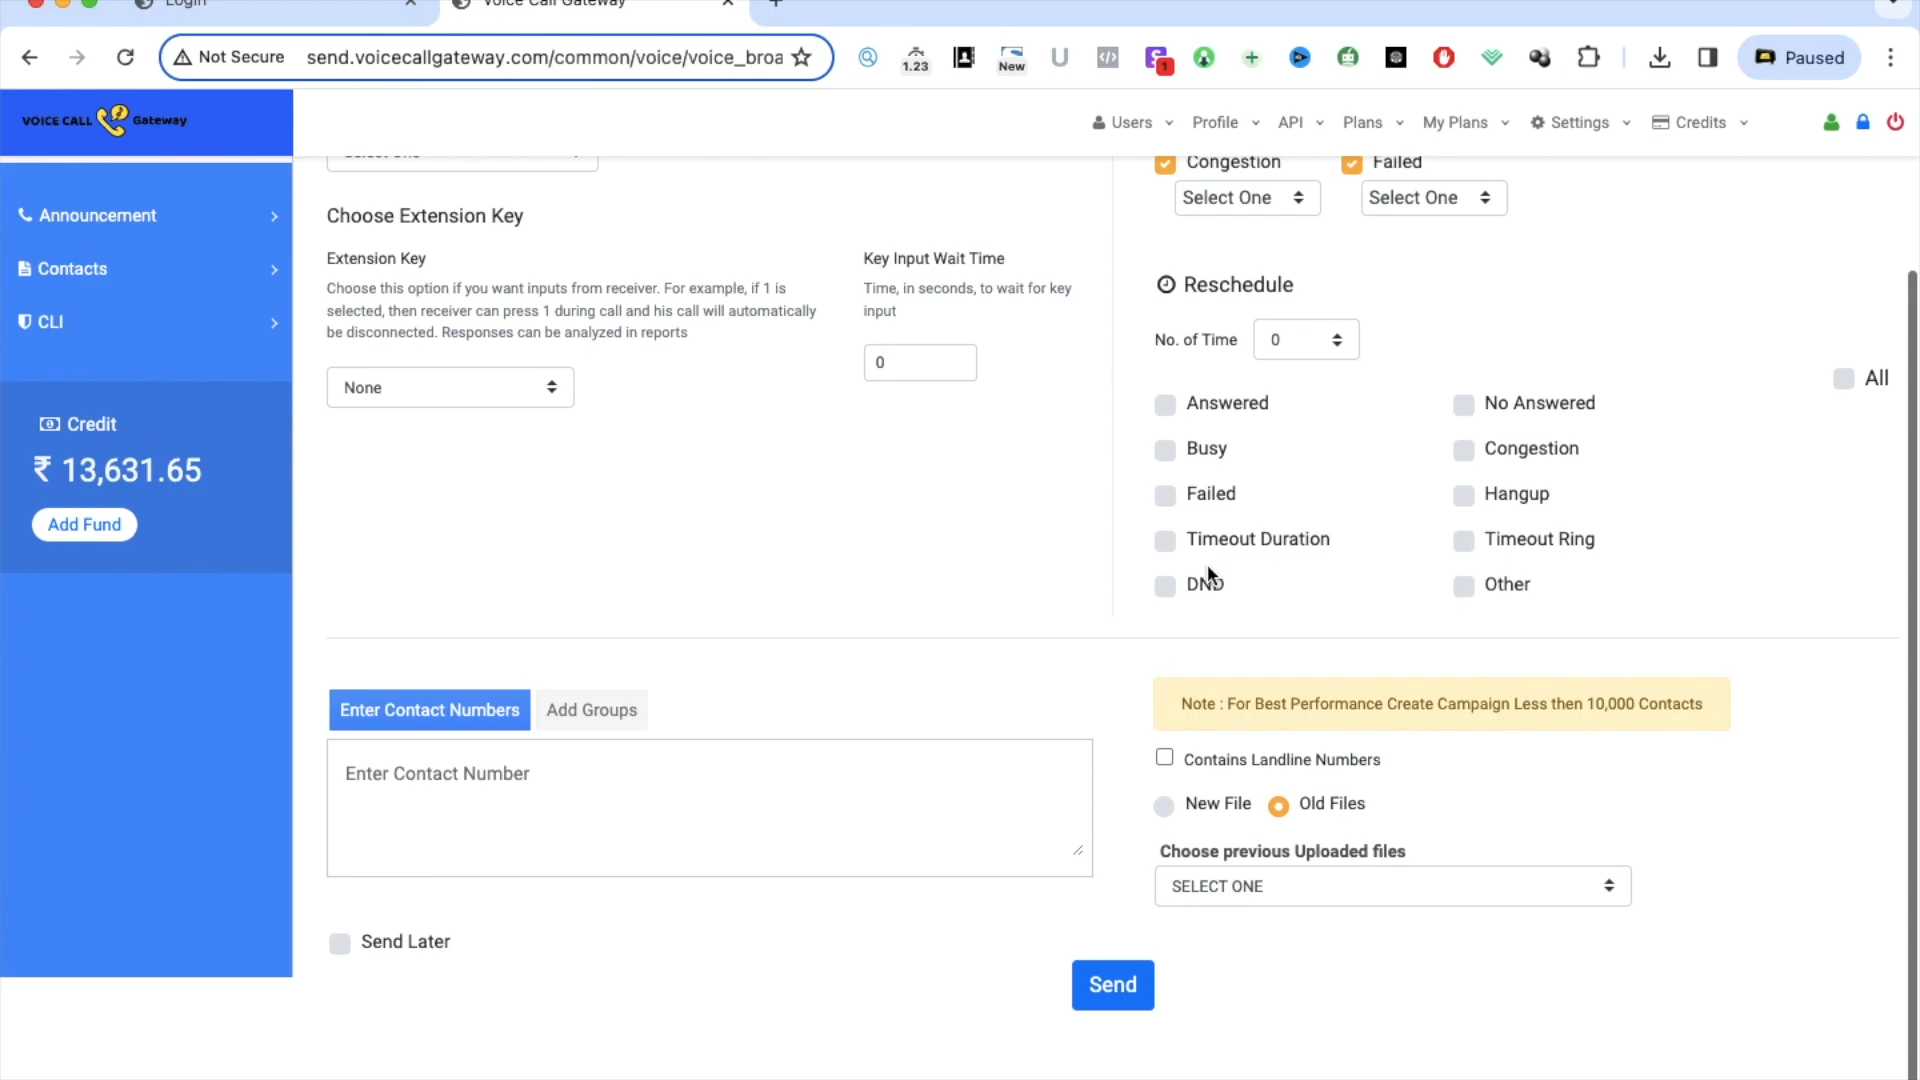 Login
Voice Call Gateway
Not Secure
send.voicecallgateway.com/common/voice/voice_broa
1.23
New
U
1
Paused
VOICE CALL Gateway
Users
Profile
API
Plans
My Plans
Settings
Credits
Announcement
Contacts
CLI
Credit
₹ 13,631.65
Add Fund
Select One
Choose Extension Key
Extension Key
Choose this option if you want inputs from receiver. For example, if 1 is
selected, then receiver can press 1 during call and his call will automatically
be disconnected. Responses can be analyzed in reports
None
Key Input Wait Time
Time, in seconds, to wait for key
input
0
Congestion
Failed
Select One
Select One
Reschedule
No. of Time
0
All
Answered
No Answered
Busy
Congestion
Failed
Hangup
Timeout Duration
Timeout Ring
DND
Other
Enter Contact Numbers
Add Groups
Enter Contact Number
Note : For Best Performance Create Campaign Less then 10,000 Contacts
Contains Landline Numbers
New File
Old Files
Choose previous Uploaded files
SELECT ONE
Send Later
Send